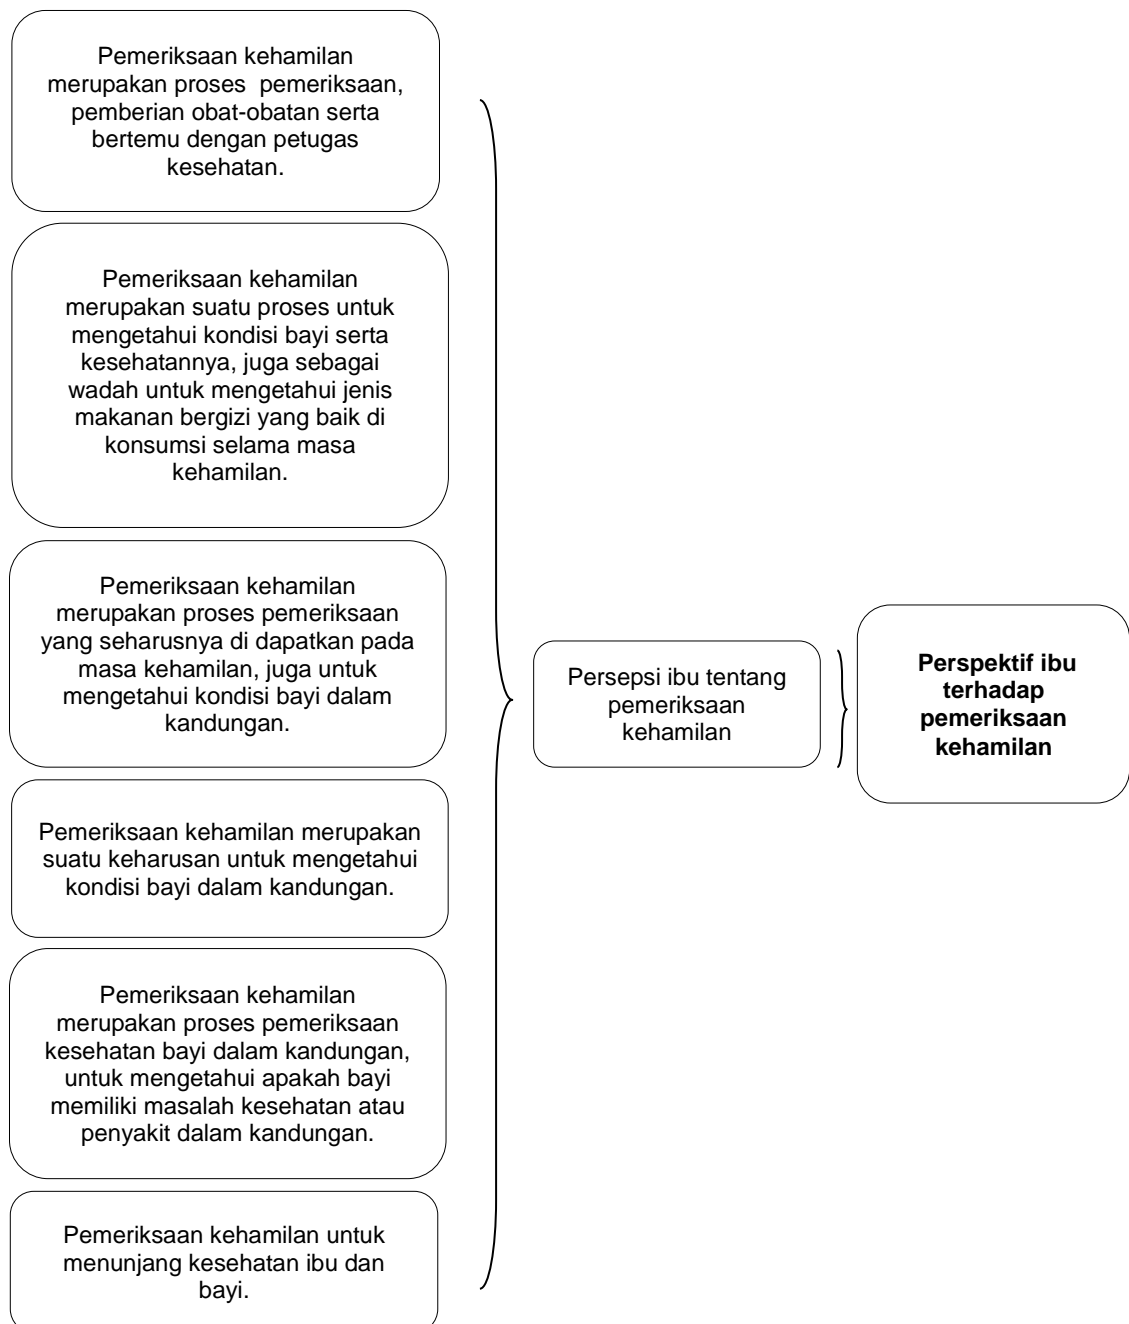 Pemeriksaan kehamilan
merupakan proses  pemeriksaan,
pemberian obat-obatan serta
bertemu dengan petugas
kesehatan.
Pemeriksaan kehamilan
merupakan suatu proses untuk
mengetahui kondisi bayi serta
kesehatannya, juga sebagai
wadah untuk mengetahui jenis
makanan bergizi yang baik di
konsumsi selama masa
kehamilan.
Pemeriksaan kehamilan
merupakan proses pemeriksaan
yang seharusnya di dapatkan pada
masa kehamilan, juga untuk
mengetahui kondisi bayi dalam
kandungan.
Pemeriksaan kehamilan merupakan
suatu keharusan untuk mengetahui
kondisi bayi dalam kandungan.
Pemeriksaan kehamilan
merupakan proses pemeriksaan
kesehatan bayi dalam kandungan,
untuk mengetahui apakah bayi
memiliki masalah kesehatan atau
penyakit dalam kandungan.
Pemeriksaan kehamilan untuk
menunjang kesehatan ibu dan
bayi.
Persepsi ibu tentang
pemeriksaan
kehamilan
Perspektif ibu
terhadap
pemeriksaan
kehamilan